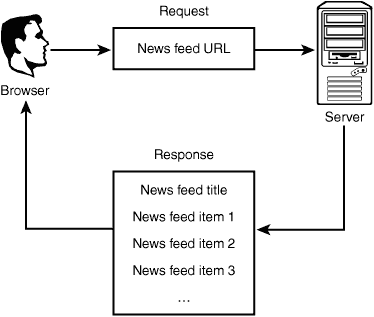 Request
News feed URL
Browser
Server
Response
News feed title
News feed item 1
News feed item 2
News feed item 3
...